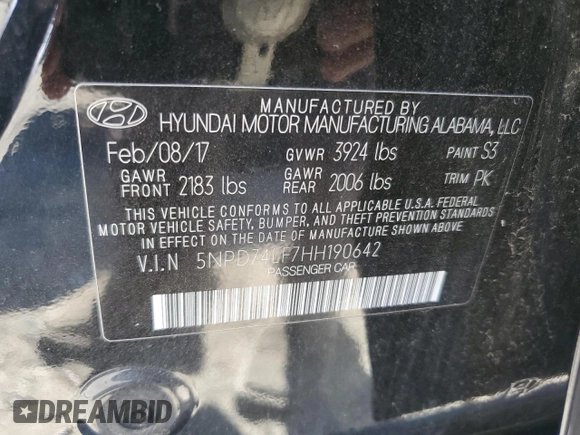 MANUFACTURED BY
HYUNDAI MOTOR MANUFACTURING ALABAMA, LLC
Feb/08/17 GVWR 3924 lbs PAINT S3
GAWR FRONT 2183 lbs GAWR REAR 2006 lbs TRIM PK
THIS VEHICLE CONFORMS TO ALL APPLICABLE U.S.A. FEDERAL
MOTOR VEHICLE SAFETY, BUMPER, AND THEFT PREVENTION STANDARDS
IN EFFECT ON THE DATE OF MANUFACTURE SHOWN ABOVE.
V.I.N 5NPD74LF7HH190642
PASSENGER CAR
DREAMBID